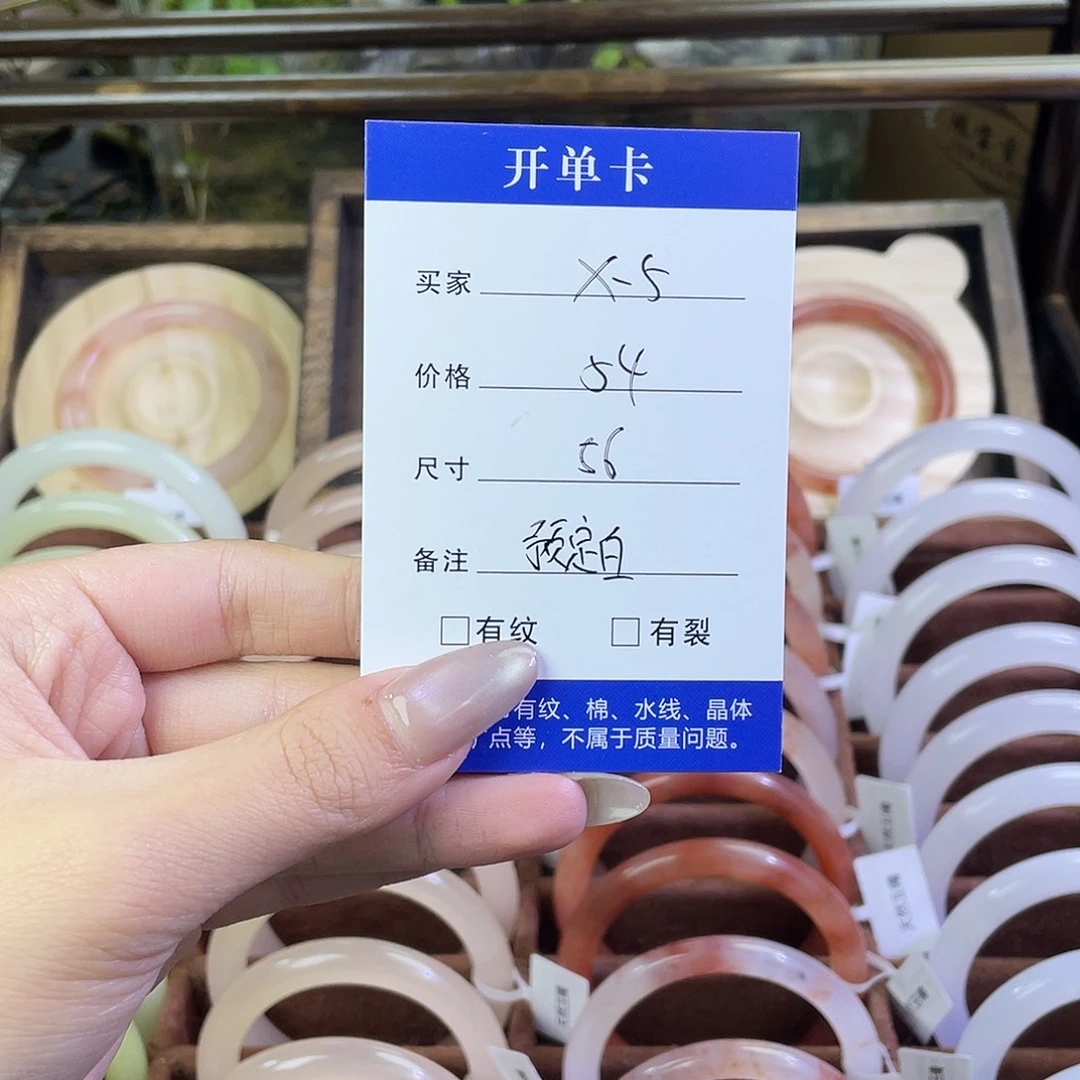 开单卡
买家 X-5
价格 54
尺寸 56
备注 预定白
□有纹 □有裂
有纹、棉、水线、晶体
点等，不属于质量问题。